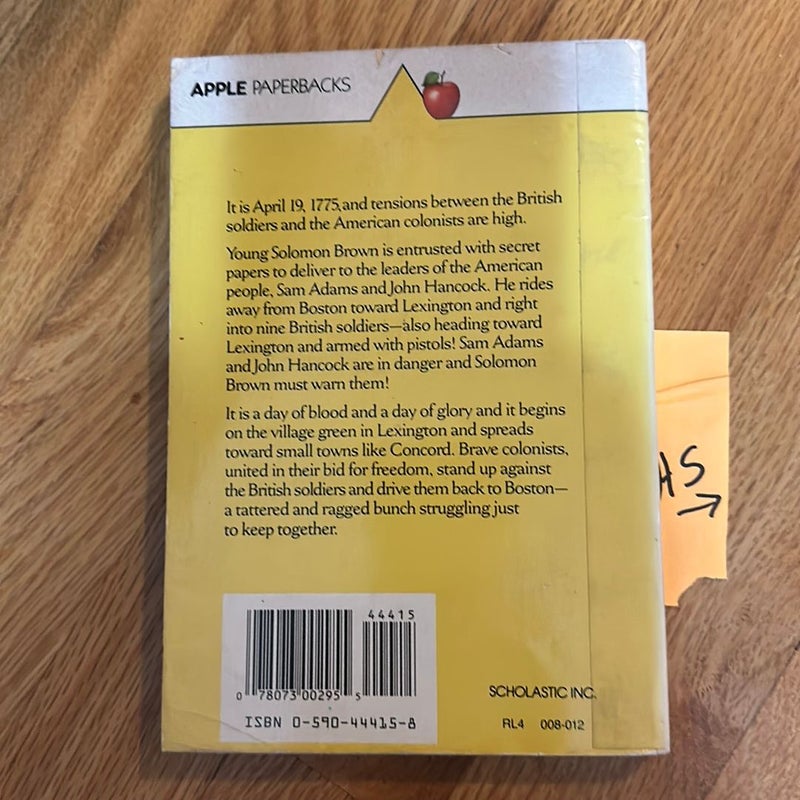 APPLE PAPERBACKS
It is April 19, 1775, and tensions between the British
soldiers and the American colonists are high.
Young Solomon Brown is entrusted with secret
papers to deliver to the leaders of the American
people, Sam Adams and John Hancock. He rides
away from Boston toward Lexington and right
into nine British soldiers—also heading toward
Lexington and armed with pistols! Sam Adams
and John Hancock are in danger and Solomon
Brown must warn them!
It is a day of blood and a day of glory and it begins
on the village green in Lexington and spreads
toward small towns like Concord. Brave colonists,
united in their bid for freedom, stand up against
the British soldiers and drive them back to Boston—
a tattered and ragged bunch struggling just
to keep together.
AS
44415
0 78073 00295 5
ISBN 0-590-44415-8
SCHOLASTIC INC.
RL4 008-012